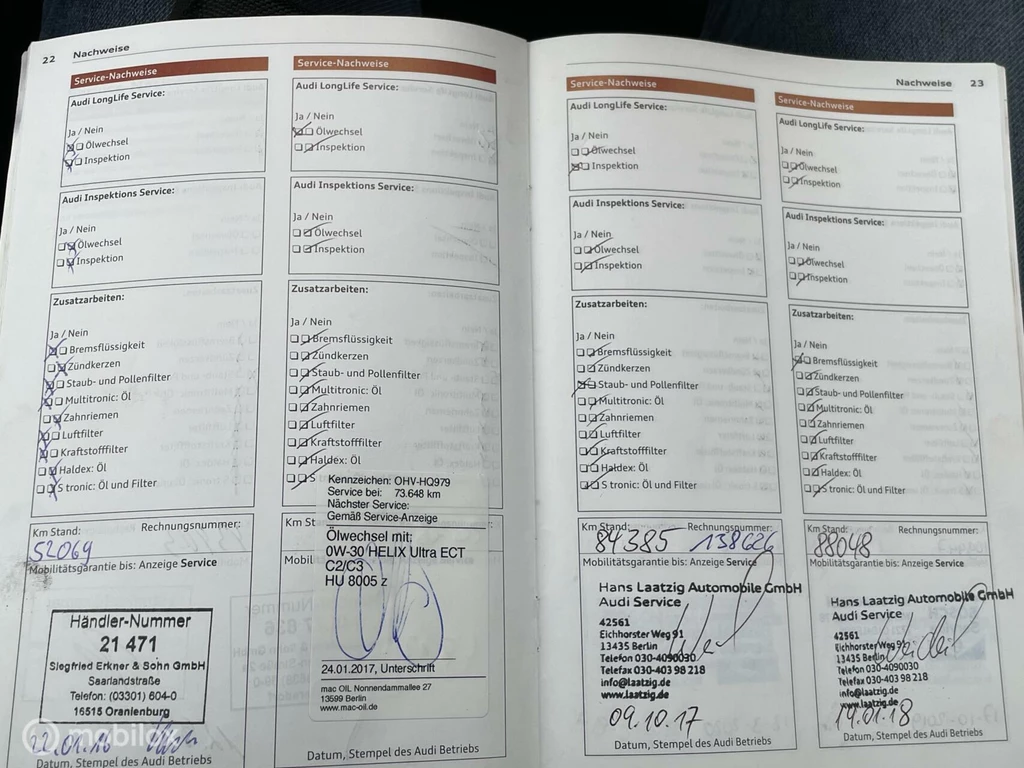 22 Nachweise
Service-Nachweise
Audi LongLife Service:
Ja / Nein
Ölwechsel
Inspektion
Audi Inspektions Service:
Ja / Nein
Ölwechsel
Inspektion
Zusatzarbeiten:
Ja / Nein
Bremsflüssigkeit
Zündkerzen
Staub- und Pollenfilter
Multitronic: Öl
Zahnriemen
Luftfilter
Kraftstofffilter
Haldex: Öl
S tronic: Öl und Filter
Km Stand: Rechnungsnummer:
52069
Mobilitätsgarantie bis: Anzeige Service
Händler-Nummer
21 471
Siegfried Erkner & Sohn GmbH
Saarlandstraße
Telefon: (03301) 604-0
16515 Oranienburg
22.01.16
Datum, Stempel des Audi Betriebs
Service-Nachweise
Audi LongLife Service:
Ja / Nein
Ölwechsel
Inspektion
Audi Inspektions Service:
Ja / Nein
Ölwechsel
Inspektion
Zusatzarbeiten:
Ja / Nein
Bremsflüssigkeit
Zündkerzen
Staub- und Pollenfilter
Multitronic: Öl
Zahnriemen
Luftfilter
Kraftstofffilter
Haldex: Öl
S
Km St
Mobil
Kennzeichen: OHV-HQ979
Service bei: 73.648 km
Nächster Service:
Gemäß Service-Anzeige
Ölwechsel mit:
0W-30 HELIX Ultra ECT
C2/C3
HU 8005 z
24.01.2017, Unterschrift
mac OIL Nonnendammallee 27
13599 Berlin
www.mac-oil.de
Datum, Stempel des Audi Betriebs
Nachweise 23
Service-Nachweise
Audi LongLife Service:
Ja / Nein
Ölwechsel
Inspektion
Audi Inspektions Service:
Ja / Nein
Ölwechsel
Inspektion
Zusatzarbeiten:
Ja / Nein
Bremsflüssigkeit
Zündkerzen
Staub- und Pollenfilter
Multitronic: Öl
Zahnriemen
Luftfilter
Kraftstofffilter
Haldex: Öl
S tronic: Öl und Filter
Km Stand: Rechnungsnummer:
84385 138626
Mobilitätsgarantie bis: Anzeige Service
Hans Laatzig Automobile GmbH
Audi Service
42561
Eichhorster Weg 91
13435 Berlin
Telefon 030-4090030
Telefax 030-403 98 218
info@laatzig.de
www.laatzig.de
09.10.17
Datum, Stempel des Audi Betriebs
Service-Nachweise
Audi LongLife Service:
Ja / Nein
Ölwechsel
Inspektion
Audi Inspektions Service:
Ja / Nein
Ölwechsel
Inspektion
Zusatzarbeiten:
Ja / Nein
Bremsflüssigkeit
Zündkerzen
Staub- und Pollenfilter
Multitronic: Öl
Zahnriemen
Luftfilter
Kraftstofffilter
Haldex: Öl
S tronic: Öl und Filter
Km Stand: Rechnungsnummer:
88048
Mobilitätsgarantie bis: Anzeige Service
Hans Laatzig Automobile GmbH
Audi Service
42561
Eichhorster Weg 91
13435 Berlin
Telefon 030-4090030
Telefax 030-403 98 218
info@laatzig.de
www.laatzig.de
19.01.18
Datum, Stempel des Audi Betriebs